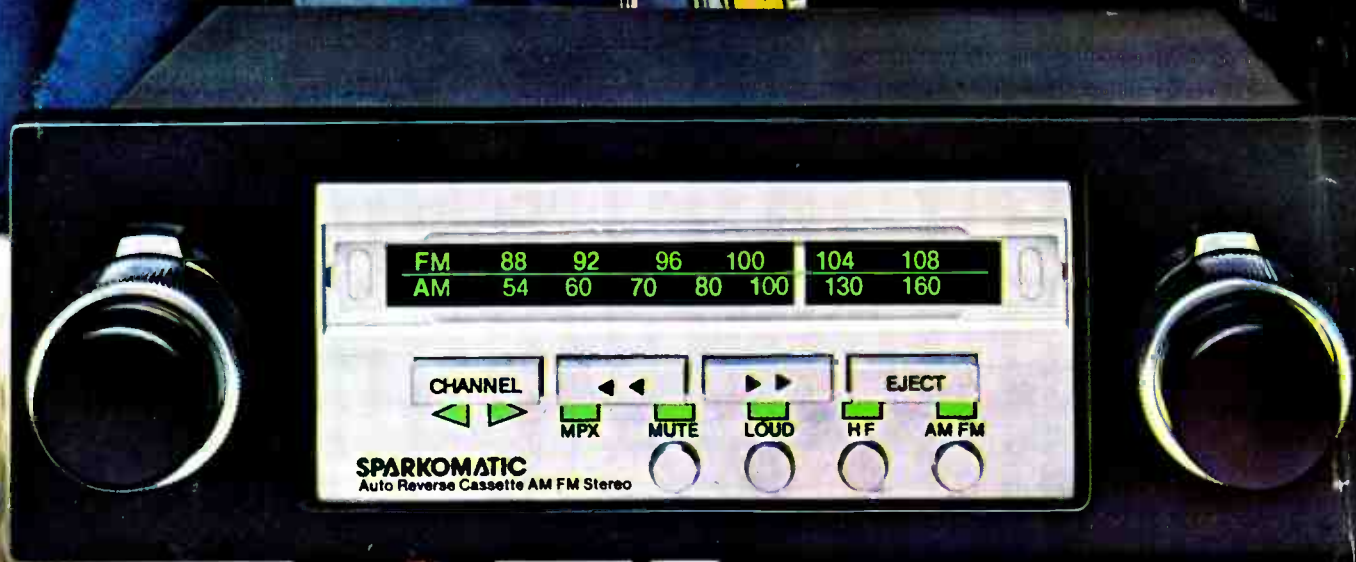 FM 88 92 96 100 104 108
AM 54 60 70 80 100 130 160
CHANNEL ◄ ◄ ► ► EJECT
MPX MUTE LOUD HF AM FM
SPARKOMATIC
Auto Reverse Cassette AM FM Stereo